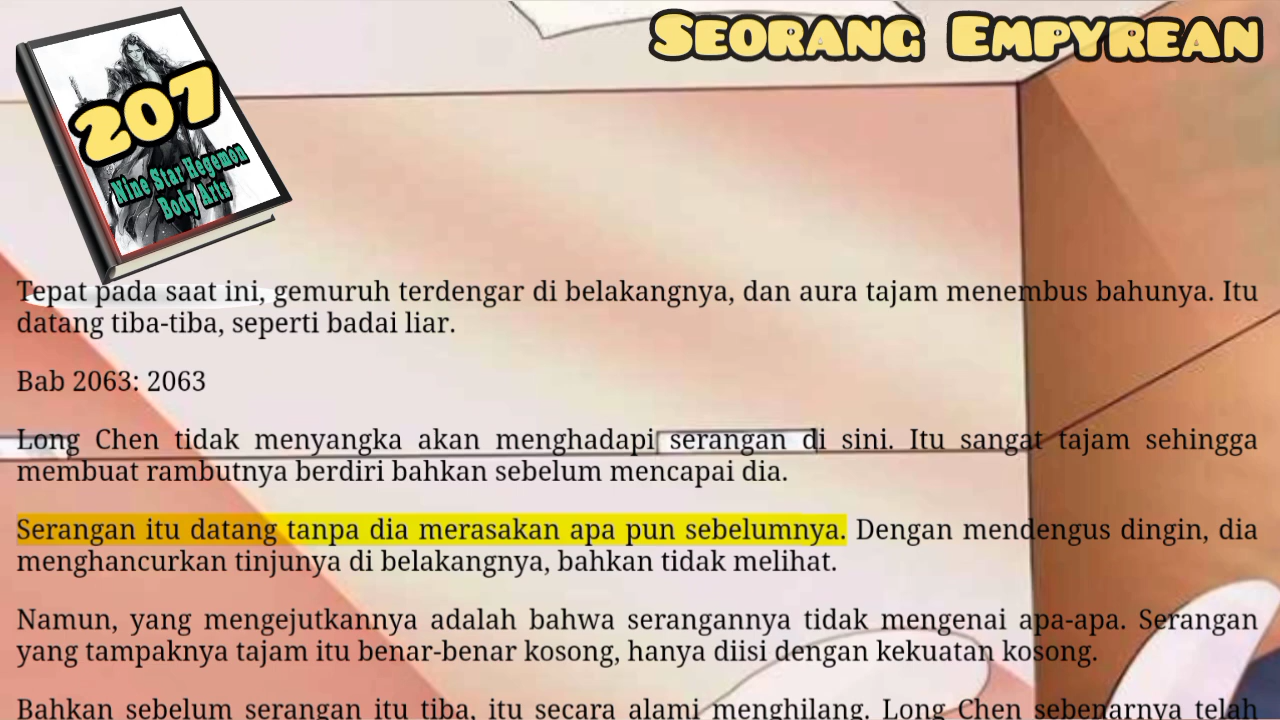 Seorang Empyrean
207
Nine Star Hegemon
Body Arts
Tepat pada saat ini, gemuruh terdengar di belakangnya, dan aura tajam menembus bahunya. Itu
datang tiba-tiba, seperti badai liar.
Bab 2063: 2063
Long Chen tidak menyangka akan menghadapi serangan di sini. Itu sangat tajam sehingga
membuat rambutnya berdiri bahkan sebelum mencapai dia.
Serangan itu datang tanpa dia merasakan apa pun sebelumnya. Dengan mendengus dingin, dia
menghancurkan tinjunya di belakangnya, bahkan tidak melihat.
Namun, yang mengejutkannya adalah bahwa serangannya tidak mengenai apa-apa. Serangan
yang tampaknya tajam itu benar-benar kosong, hanya diisi dengan kekuatan kosong.
Bahkan sebelum serangan itu tiba, itu secara alami menghilang. Long Chen sebenarnya telah